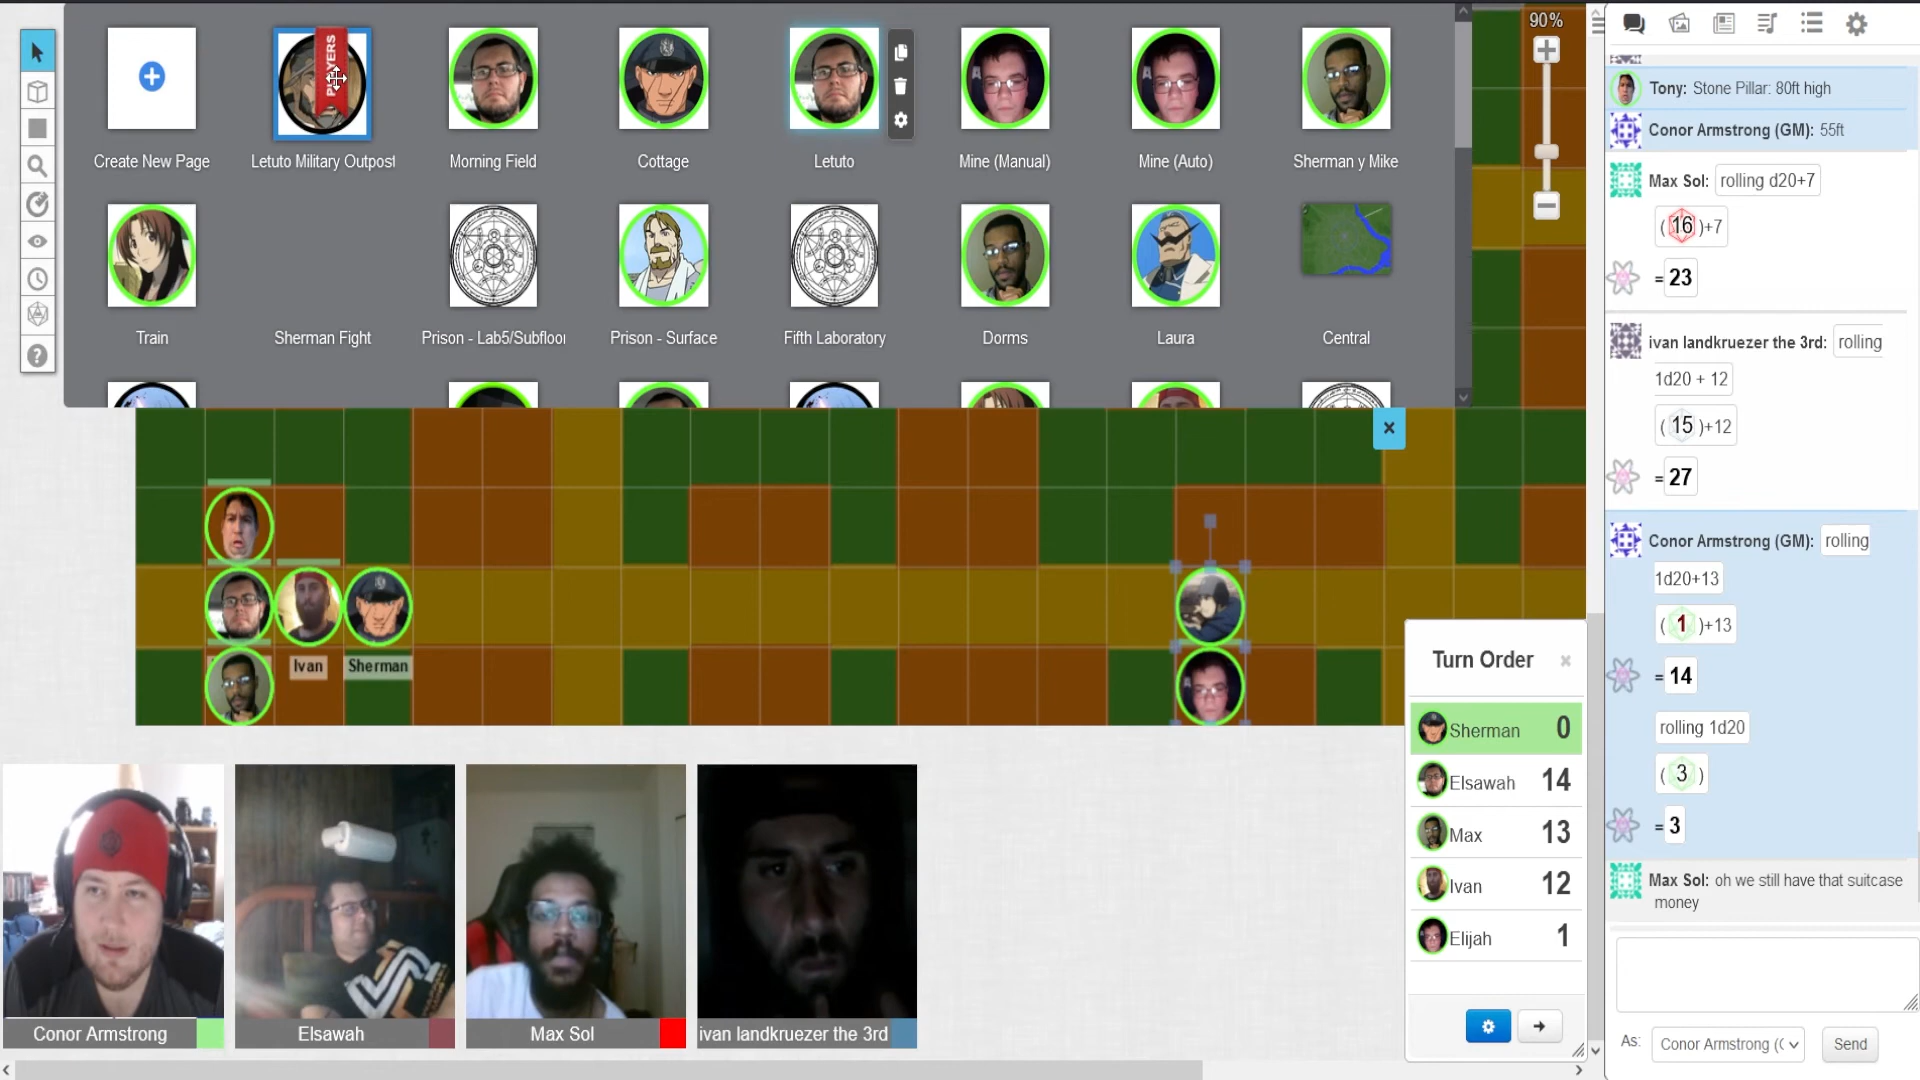 PLAYERS
Create New Page
Letuto Military Outpost
Morning Field
Cottage
Letuto
Mine (Manual)
Mine (Auto)
Sherman y Mike
Train
Sherman Fight
Prison - Lab5/Subfloor
Prison - Surface
Fifth Laboratory
Dorms
Laura
Central
90%
Ivan
Sherman
Turn Order
Sherman 0
Elsawah 14
Max 13
Ivan 12
Elijah 1
Conor Armstrong
Elsawah
Max Sol
ivan landkruezer the 3rd
Tony: Stone Pillar: 80ft high
Conor Armstrong (GM): 55ft
Max Sol: rolling d20+7
(16)+7
=23
ivan landkruezer the 3rd: rolling
1d20 + 12
(15)+12
=27
Conor Armstrong (GM): rolling
1d20+13
(1)+13
=14
rolling 1d20
(3)
=3
Max Sol: oh we still have that suitcase
money
As: Conor Armstrong (G
Send